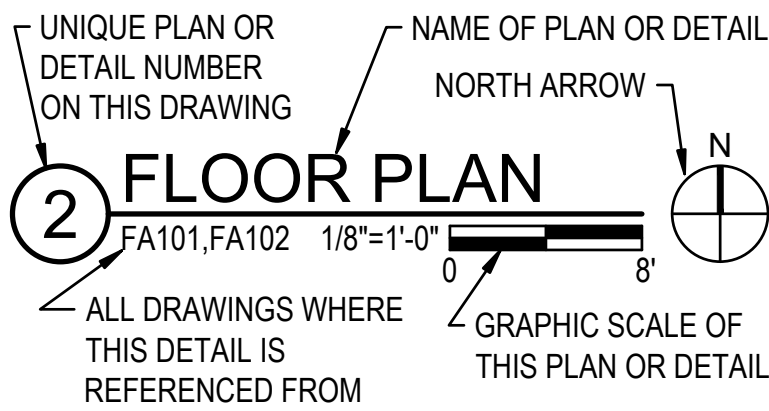 UNIQUE PLAN OR
DETAIL NUMBER
ON THIS DRAWING
NAME OF PLAN OR DETAIL
NORTH ARROW
N
2
FLOOR PLAN
FA101,FA102 1/8"=1'-0"
0 8'
ALL DRAWINGS WHERE
THIS DETAIL IS
REFERENCED FROM
GRAPHIC SCALE OF
THIS PLAN OR DETAIL